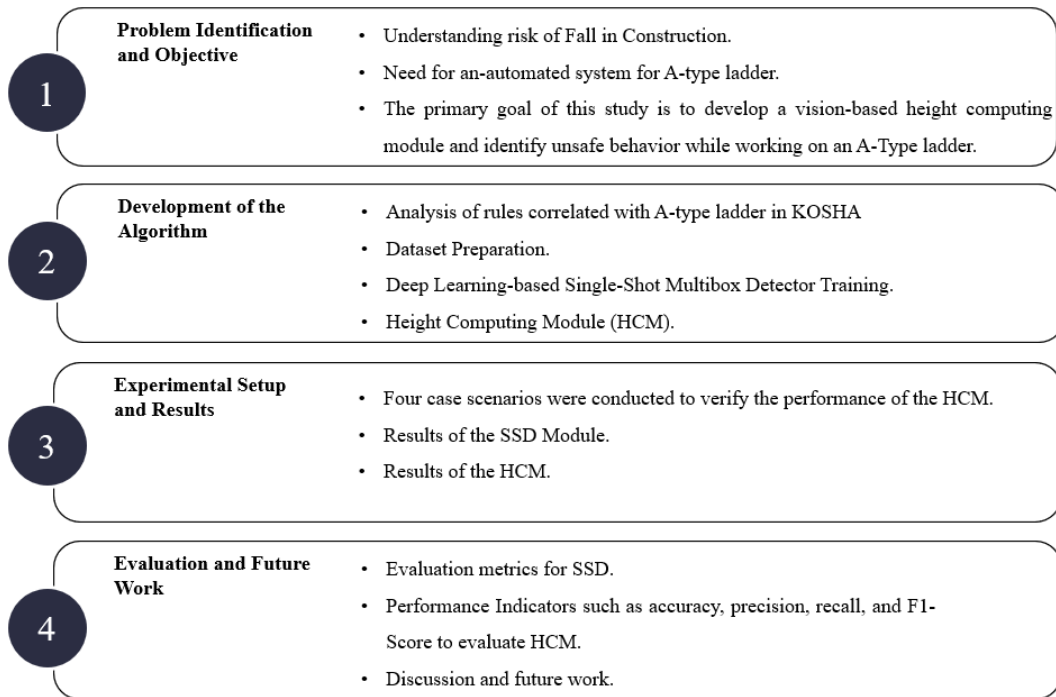 1
Problem Identification
and Objective
• Understanding risk of Fall in Construction.
• Need for an-automated system for A-type ladder.
• The primary goal of this study is to develop a vision-based height computing
module and identify unsafe behavior while working on an A-Type ladder.
2
Development of the
Algorithm
• Analysis of rules correlated with A-type ladder in KOSHA
• Dataset Preparation.
• Deep Learning-based Single-Shot Multibox Detector Training.
• Height Computing Module (HCM).
3
Experimental Setup
and Results
• Four case scenarios were conducted to verify the performance of the HCM.
• Results of the SSD Module.
• Results of the HCM.
4
Evaluation and Future
Work
• Evaluation metrics for SSD.
• Performance Indicators such as accuracy, precision, recall, and F1-
Score to evaluate HCM.
• Discussion and future work.